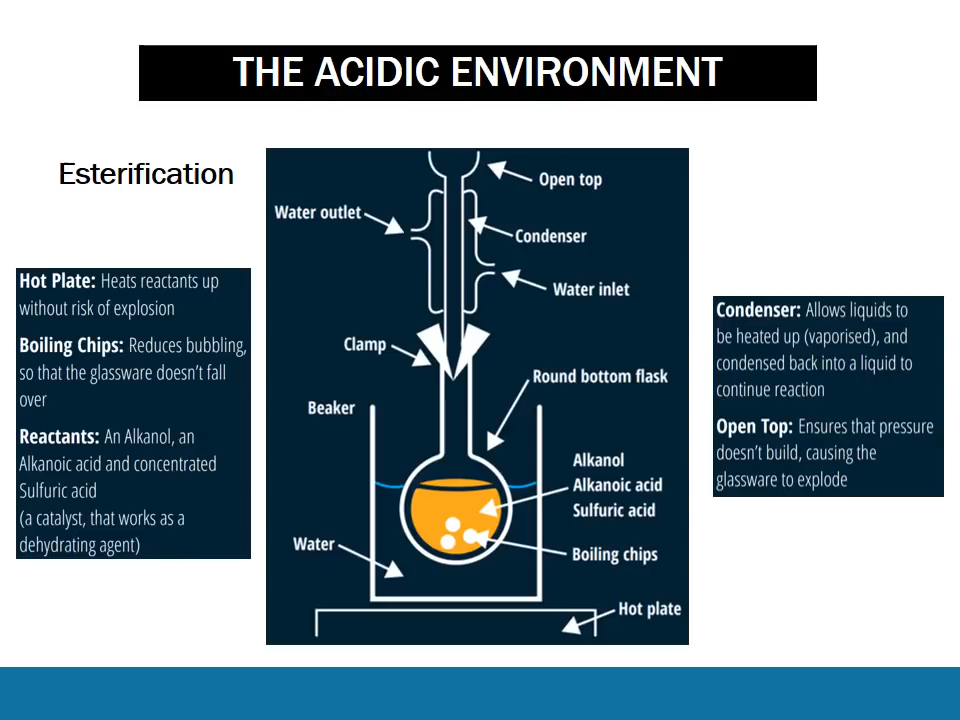 THE ACIDIC ENVIRONMENT
Esterification
Hot Plate: Heats reactants up
without risk of explosion
Boiling Chips: Reduces bubbling,
so that the glassware doesn't fall
over
Reactants: An Alkanol, an
Alkanoic acid and concentrated
Sulfuric acid
(a catalyst, that works as a
dehydrating agent)
Open top
Water outlet
Condenser
Water inlet
Clamp
Round bottom flask
Beaker
Alkanol
Alkanoic acid
Sulfuric acid
Water
Boiling chips
Hot plate
Condenser: Allows liquids to
be heated up (vaporised), and
condensed back into a liquid to
continue reaction
Open Top: Ensures that pressure
doesn't build, causing the
glassware to explode